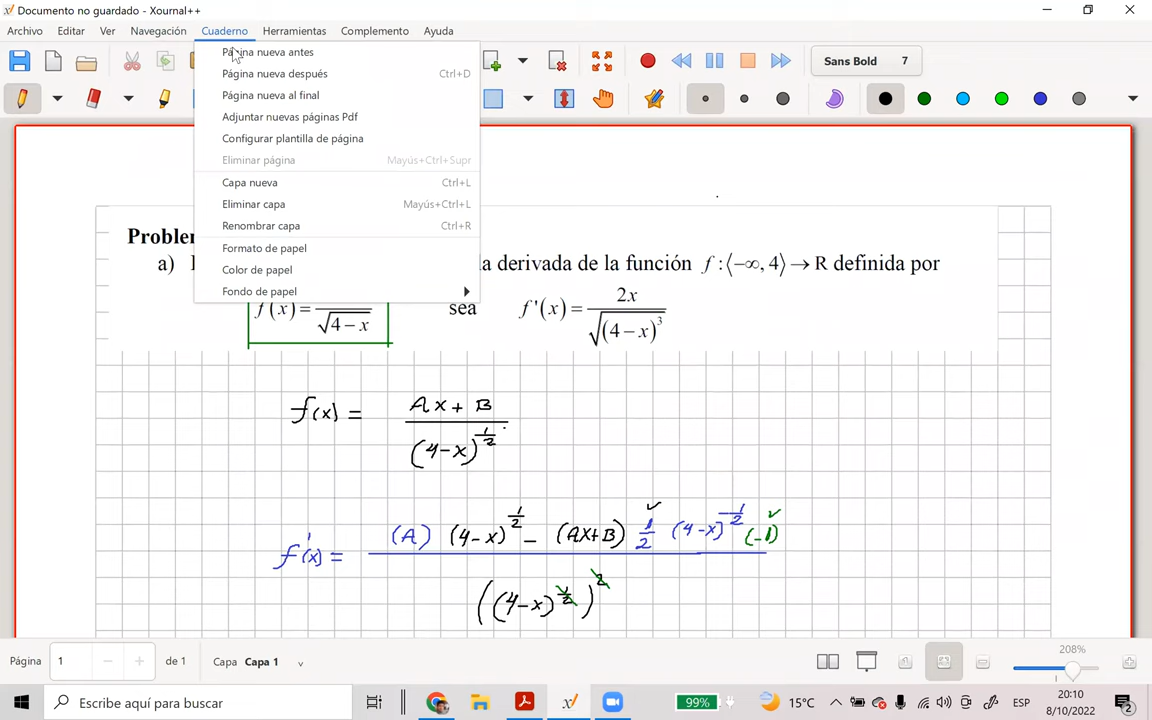 Documento no guardado - Xournal++
Archivo Editar Ver Navegación Cuaderno Herramientas Complemento Ayuda
Página nueva antes
Página nueva después Ctrl+D
Página nueva al final
Adjuntar nuevas páginas Pdf
Configurar plantilla de página
Eliminar página Mayús+Ctrl+Supr
Capa nueva Ctrl+L
Eliminar capa Mayús+Ctrl+L
Renombrar capa Ctrl+R
Formato de papel
Color de papel
Fondo de papel
Sans Bold 7
Proble
a) la derivada de la función f : ⟨−∞, 4⟩ → R definida por
f(x) = √(4 − x) sea f'(x) = 2x / √((4 − x)³)
f(x) = (Ax + B) / (4−x)^(1/2)
f'(x) = (A) (4−x)^(1/2) − (Ax+B) 1/2 (4−x)^(−1/2) (−1)
((4−x)^(1/2))^2
Página 1 de 1 Capa Capa 1 208%
Escribe aquí para buscar 99% 15°C ESP 20:10
8/10/2022 2